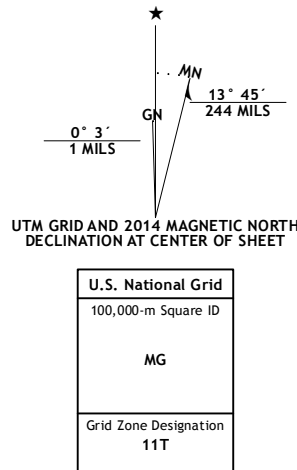 MN
GN
13° 45´
244 MILS
0° 3´
1 MILS
UTM GRID AND 2014 MAGNETIC NORTH
DECLINATION AT CENTER OF SHEET
U.S. National Grid
100,000-m Square ID
MG
Grid Zone Designation
11T